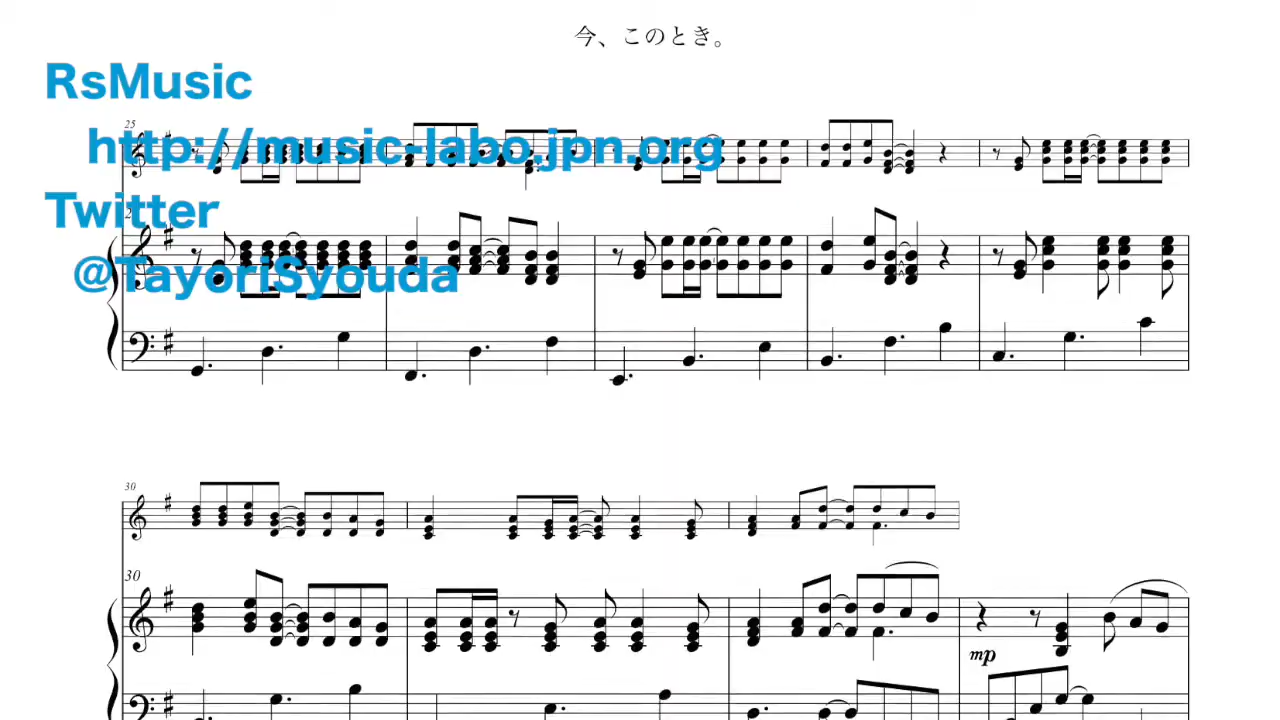 今、このとき。
RsMusic
25
http://music-labo.jpn.org
Twitter
@TayoriSyouda
30
30
mp